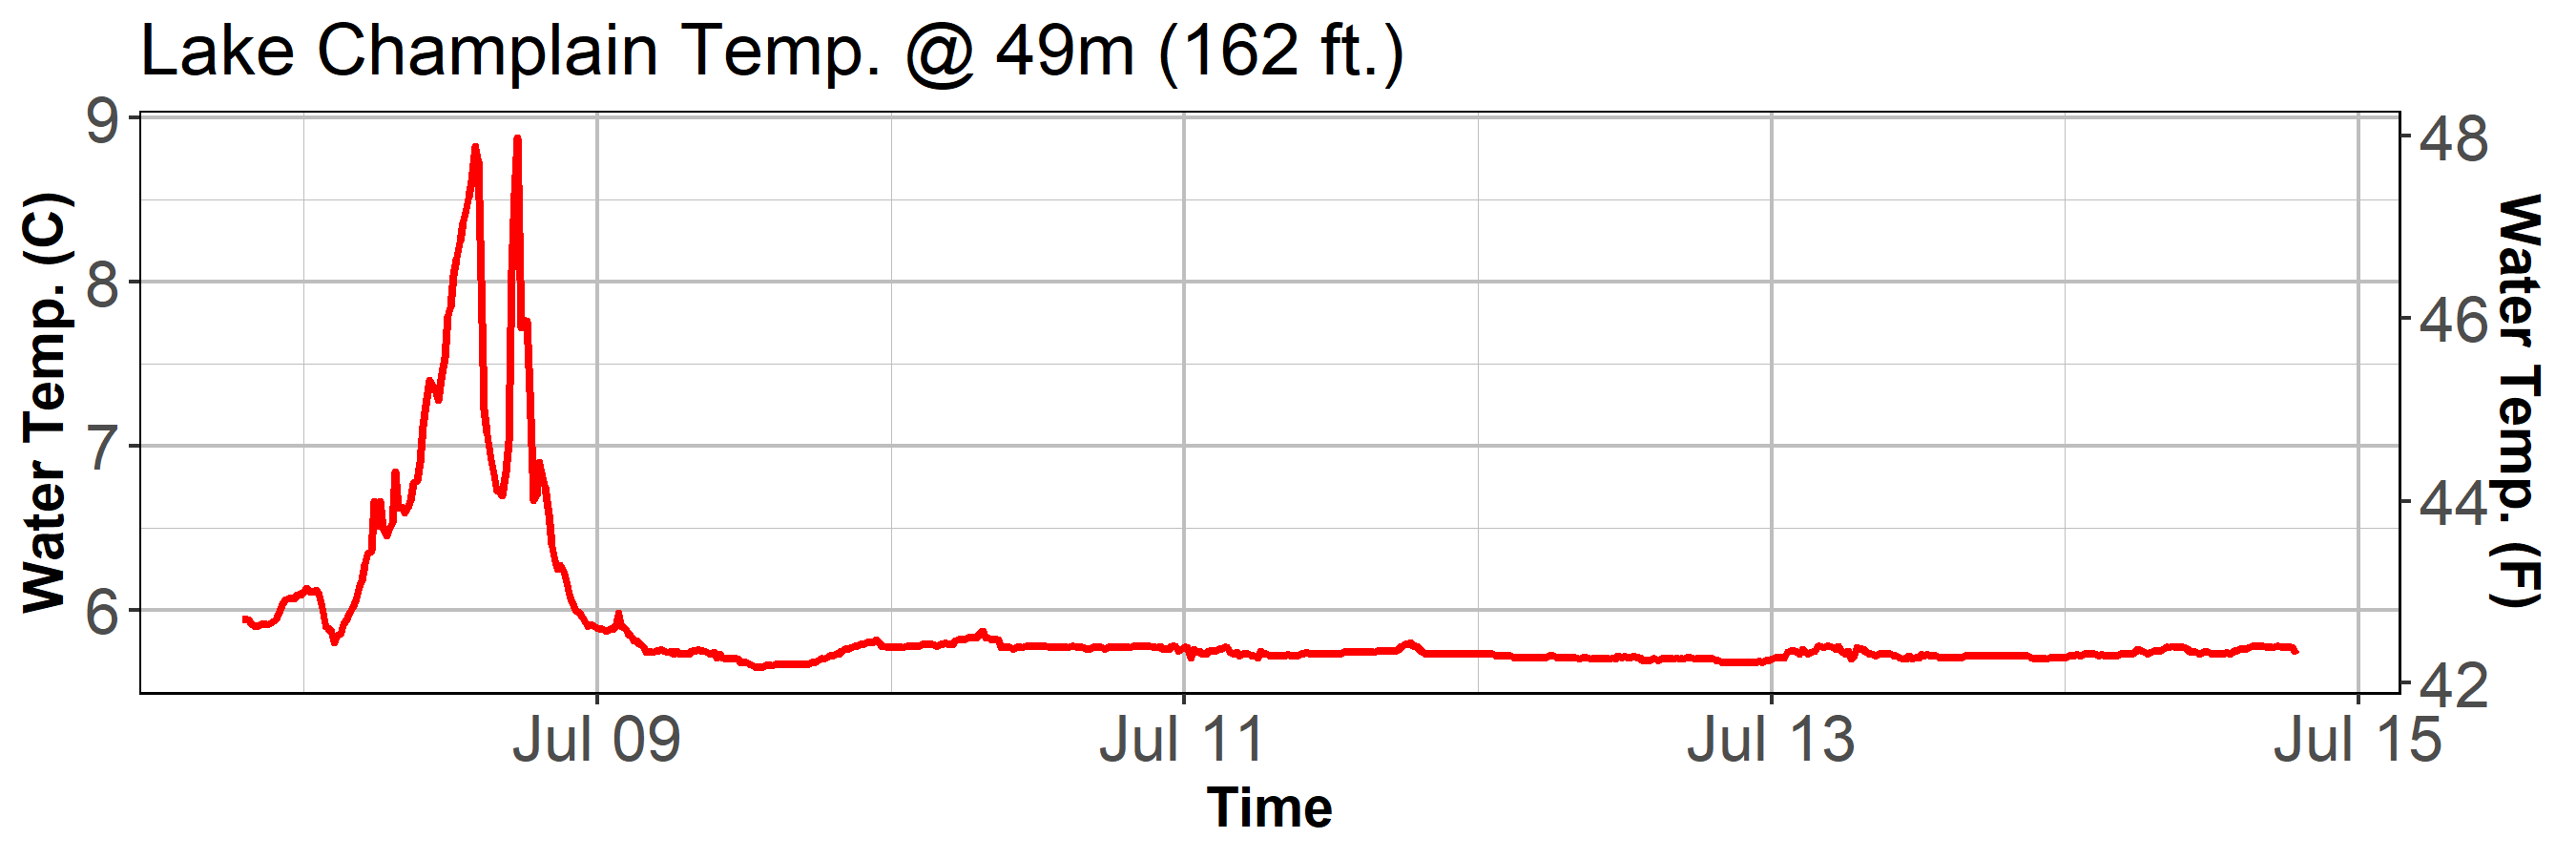 Lake Champlain Temp. @ 49m (162 ft.)
Water Temp. (C)
9
8
7
6
48
46
44
42
Water Temp. (F)
Jul 09 Jul 11 Jul 13 Jul 15
Time